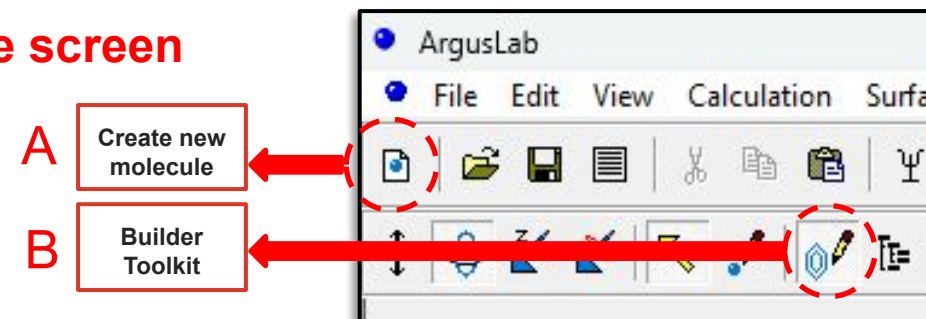 e screen
ArgusLab
File Edit View Calculation Surfa
A
Create new
molecule
Ψ
B
Builder
Toolkit